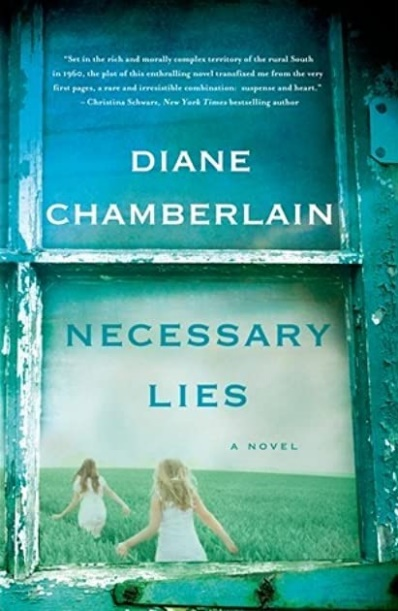 "Set in the rich and morally complex territory of the rural South
in 1960, the plot of this enthralling novel transfixed me from the very
first pages, a rare and irresistible combination: suspense and heart."
– Christina Schwarz, New York Times bestselling author
DIANE
CHAMBERLAIN
NECESSARY
LIES
A NOVEL